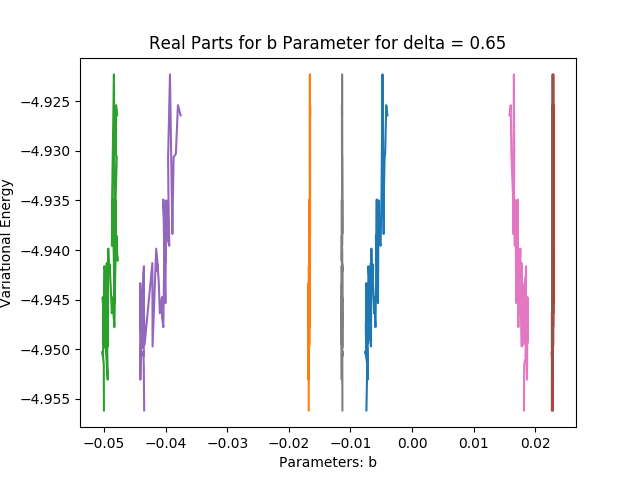 Real Parts for b Parameter for delta = 0.65
Variational Energy
−4.925
−4.930
−4.935
−4.940
−4.945
−4.950
−4.955
−0.05 −0.04 −0.03 −0.02 −0.01 0.00 0.01 0.02
Parameters: b